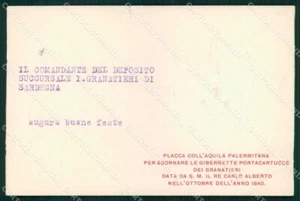 IL COMANDANTE DEL DEPOSITO
SUCCURSALE 1.GRANATIERI DI
SARDEGNA
augura buone feste
PLACCA COLL'AQUILA PALERMITANA
PER ADORNARE LE GIBERNETTE PORTACARTUCCE
DEI GRANATIERI
DATA DA S. M. IL RE CARLO ALBERTO
NELL'OTTOBRE DELL'ANNO 1840.